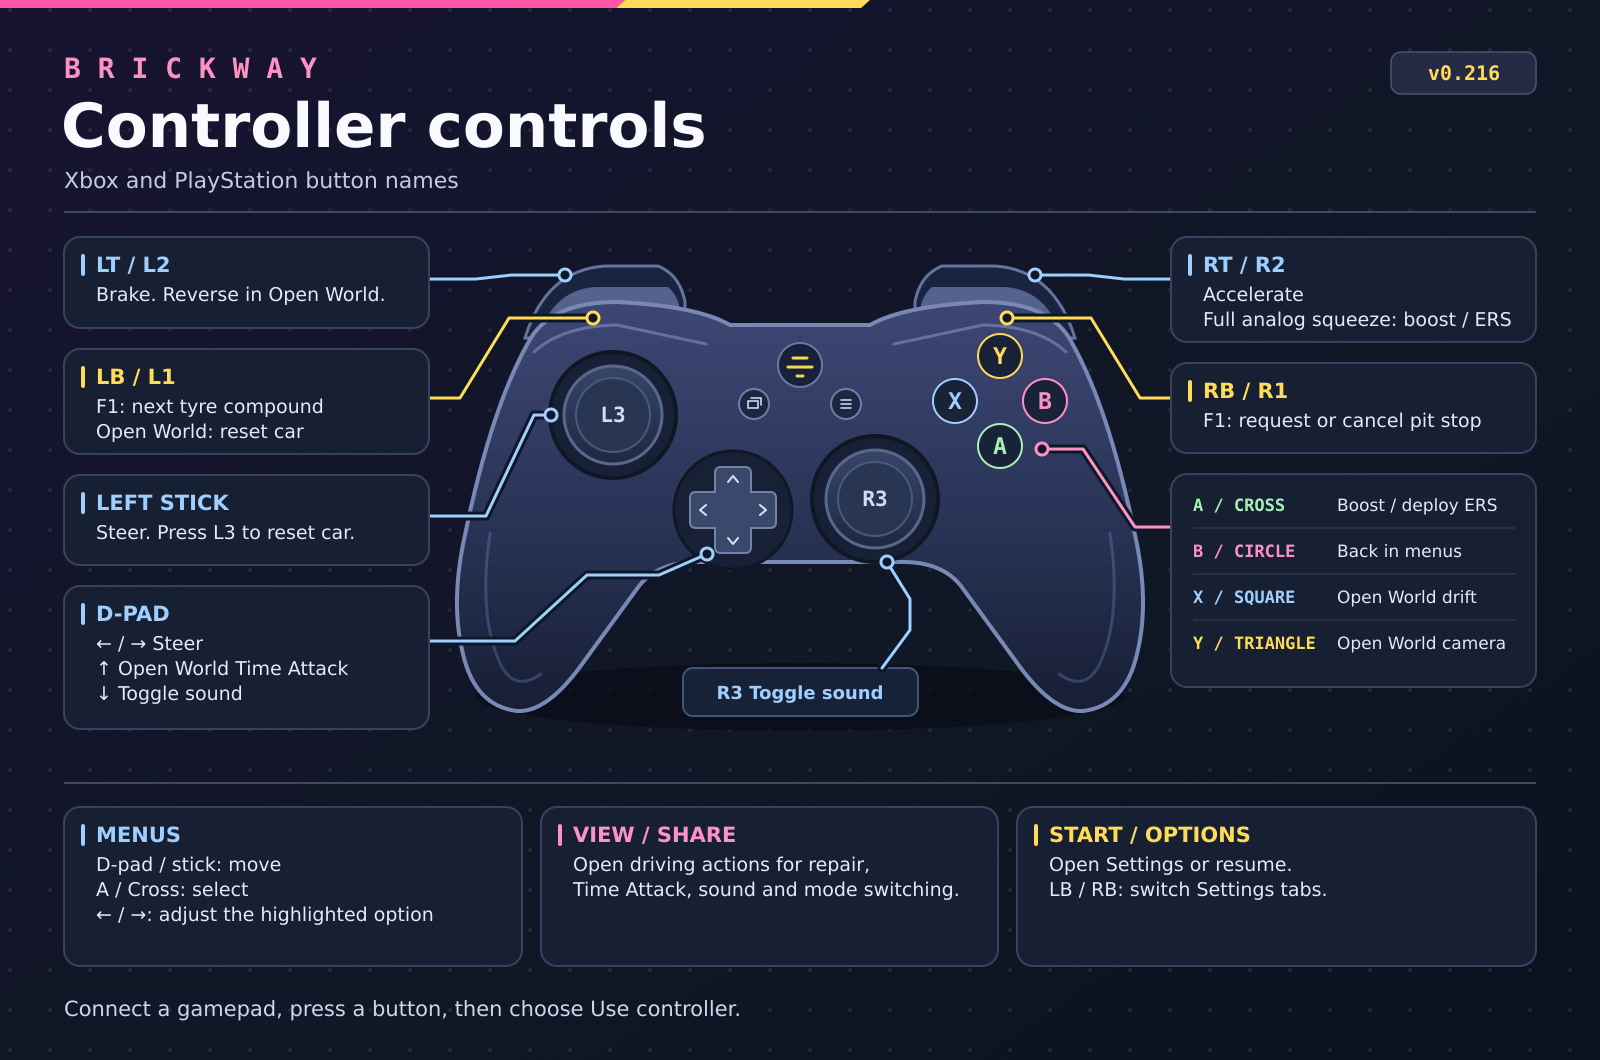 BRICKWAY
v0.216
Controller controls
Xbox and PlayStation button names
LT / L2
Brake. Reverse in Open World.
LB / L1
F1: next tyre compound
Open World: reset car
LEFT STICK
Steer. Press L3 to reset car.
D-PAD
← / → Steer
↑ Open World Time Attack
↓ Toggle sound
L3
R3
Y
X
B
A
R3 Toggle sound
RT / R2
Accelerate
Full analog squeeze: boost / ERS
RB / R1
F1: request or cancel pit stop
A / CROSS Boost / deploy ERS
B / CIRCLE Back in menus
X / SQUARE Open World drift
Y / TRIANGLE Open World camera
MENUS
D-pad / stick: move
A / Cross: select
← / →: adjust the highlighted option
VIEW / SHARE
Open driving actions for repair,
Time Attack, sound and mode switching.
START / OPTIONS
Open Settings or resume.
LB / RB: switch Settings tabs.
Connect a gamepad, press a button, then choose Use controller.